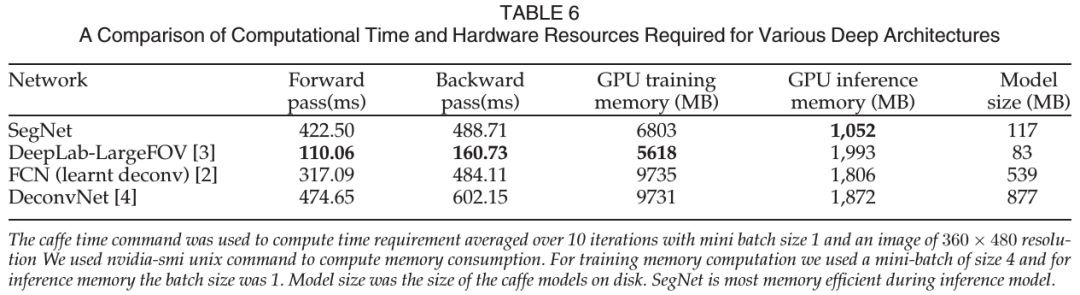 TABLE 6
A Comparison of Computational Time and Hardware Resources Required for Various Deep Architectures
Network Forward pass(ms) Backward pass(ms) GPU training memory (MB) GPU inference memory (MB) Model size (MB)
SegNet 422.50 488.71 6803 1,052 117
DeepLab-LargeFOV [3] 110.06 160.73 5618 1,993 83
FCN (learnt deconv) [2] 317.09 484.11 9735 1,806 539
DeconvNet [4] 474.65 602.15 9731 1,872 877
The caffe time command was used to compute time requirement averaged over 10 iterations with mini batch size 1 and an image of 360 × 480 resolu-
tion We used nvidia-smi unix command to compute memory consumption. For training memory computation we used a mini-batch of size 4 and for
inference memory the batch size was 1. Model size was the size of the caffe models on disk. SegNet is most memory efficient during inference model.